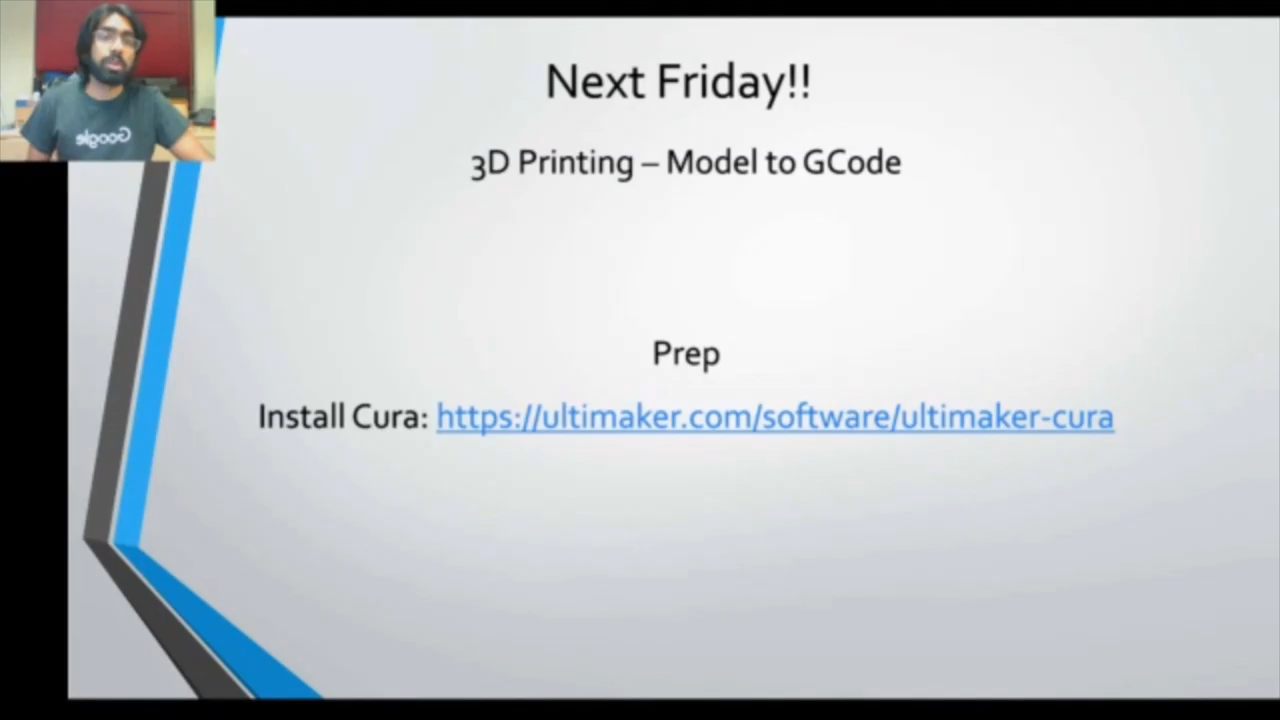 Google
Next Friday!!
3D Printing – Model to GCode
Prep
Install Cura: https://ultimaker.com/software/ultimaker-cura